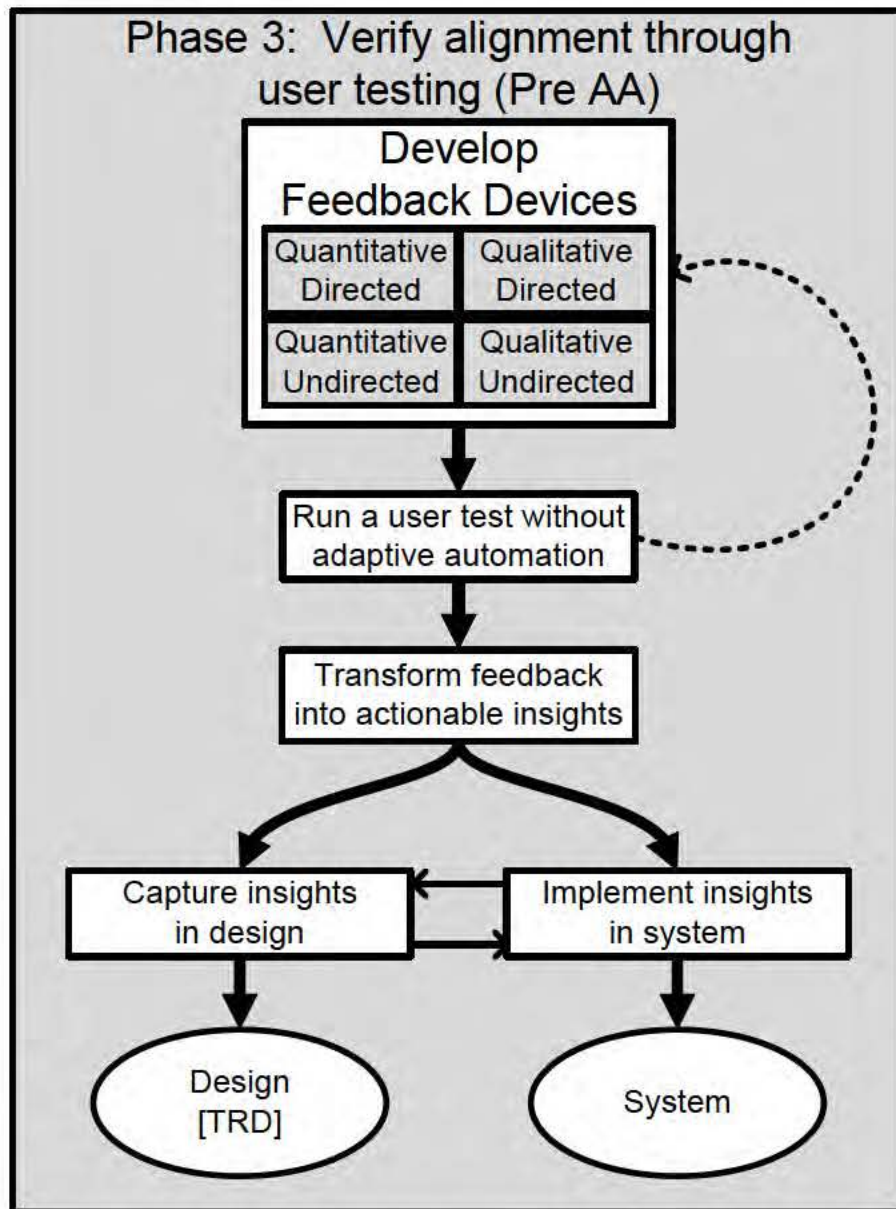 Phase 3: Verify alignment through
user testing (Pre AA)
Develop
Feedback Devices
Quantitative
Directed
Qualitative
Directed
Quantitative
Undirected
Qualitative
Undirected
Run a user test without
adaptive automation
Transform feedback
into actionable insights
Capture insights
in design
Implement insights
in system
Design
[TRD]
System